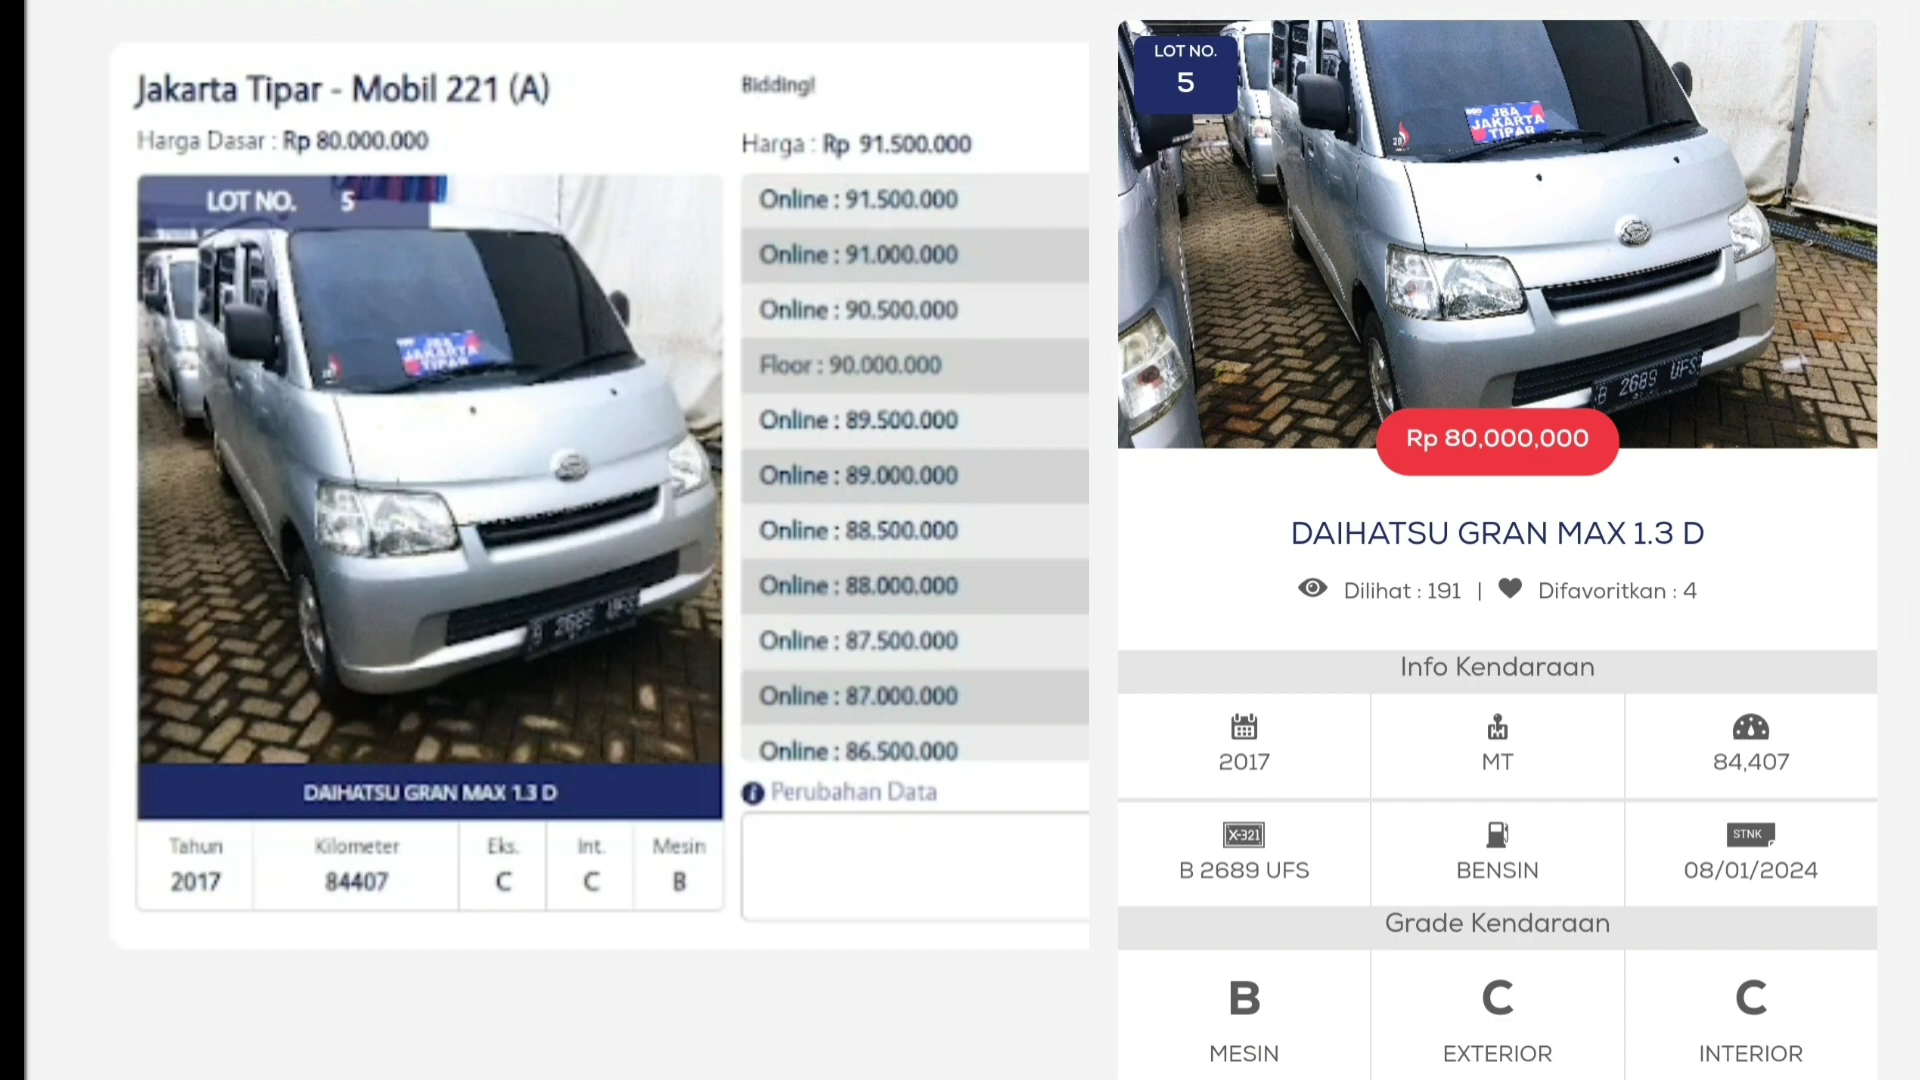 Jakarta Tipar - Mobil 221 (A)
Harga Dasar : Rp 80.000.000
LOT NO. 5
JBA
JAKARTA
TIPAR
B 2689 UFS
DAIHATSU GRAN MAX 1.3 D
Tahun Kilometer Eks. Int. Mesin
2017 84407 C C B
Bidding!
Harga : Rp 91.500.000
Online : 91.500.000
Online : 91.000.000
Online : 90.500.000
Floor : 90.000.000
Online : 89.500.000
Online : 89.000.000
Online : 88.500.000
Online : 88.000.000
Online : 87.500.000
Online : 87.000.000
Online : 86.500.000
Perubahan Data
LOT NO.
5
JBA
JAKARTA
TIPAR
B 2689 UFS
Rp 80,000,000
DAIHATSU GRAN MAX 1.3 D
Dilihat : 191 | Difavoritkan : 4
Info Kendaraan
2017 MT 84,407
X-321 STNK
B 2689 UFS BENSIN 08/01/2024
Grade Kendaraan
B C C
MESIN EXTERIOR INTERIOR